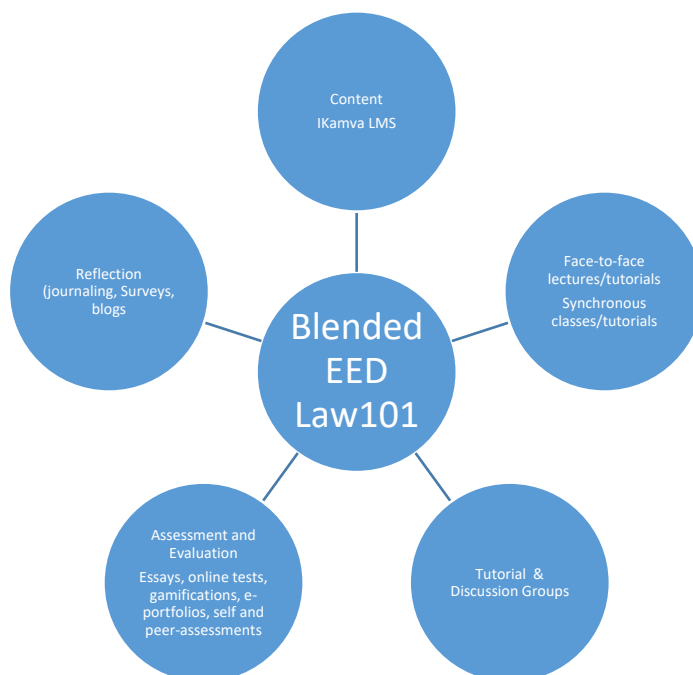 Content
IKamva LMS
Face-to-face
lectures/tutorials
Synchronous
classes/tutorials
Reflection
(journaling, Surveys,
blogs
Blended
EED
Law101
Assessment and
Evaluation
Essays, online tests,
gamifications, e-
portfolios, self and
peer-assessments
Tutorial &
Discussion Groups